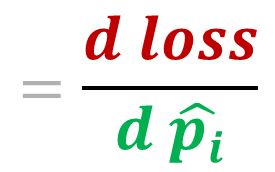 d loss
= ―
d p̂ᵢ